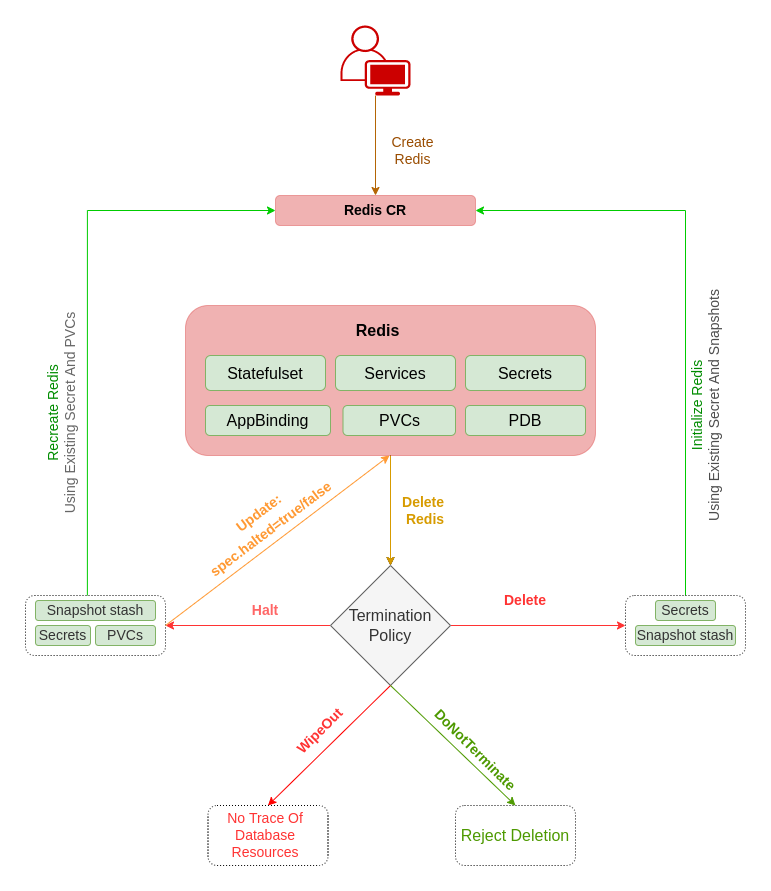 Create
Redis
Redis CR
Recreate Redis
Using Existing Secret And PVCs
Initialize Redis
Using Existing Secret And Snapshots
Redis
Statefulset
Services
Secrets
AppBinding
PVCs
PDB
Update:
spec.halted=true/false
Delete
Redis
Snapshot stash
Secrets
PVCs
Halt
Termination
Policy
Delete
Secrets
Snapshot stash
WipeOut
DoNotTerminate
No Trace Of
Database
Resources
Reject Deletion